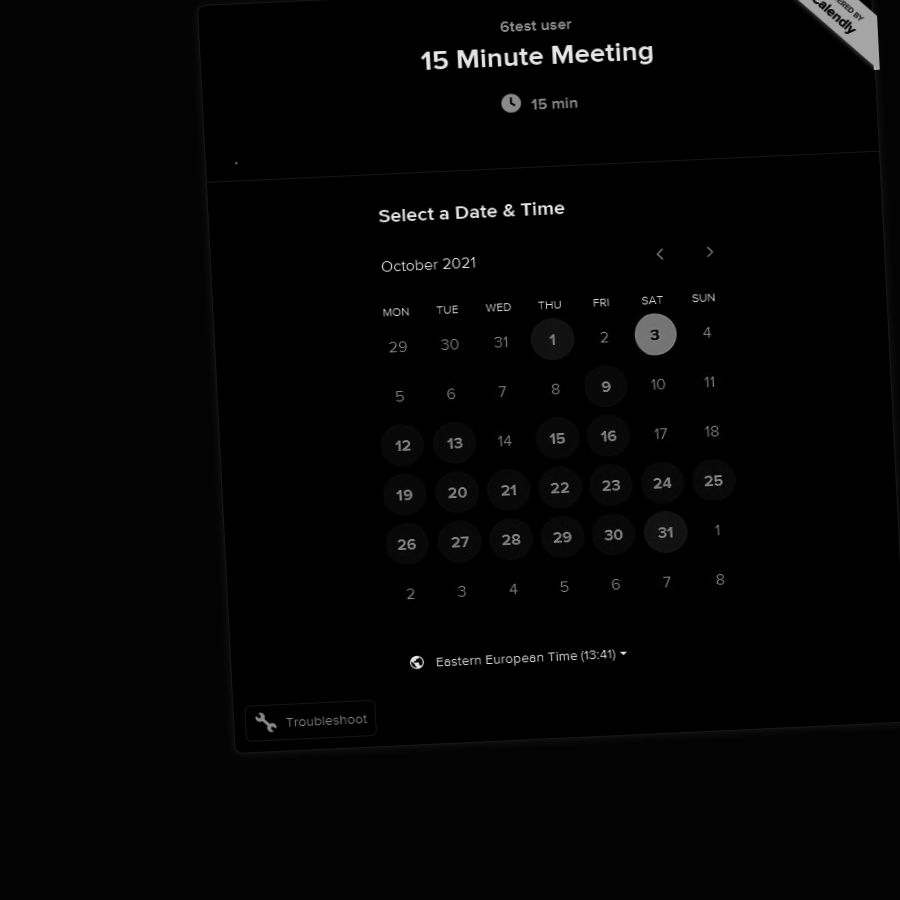 6test user
15 Minute Meeting
15 min
Calendly
Select a Date & Time
October 2021
MON TUE WED THU FRI SAT SUN
29 30 31 1 2 3 4
5 6 7 8 9 10 11
12 13 14 15 16 17 18
19 20 21 22 23 24 25
26 27 28 29 30 31 1
2 3 4 5 6 7 8
Eastern European Time (13:41)
Troubleshoot